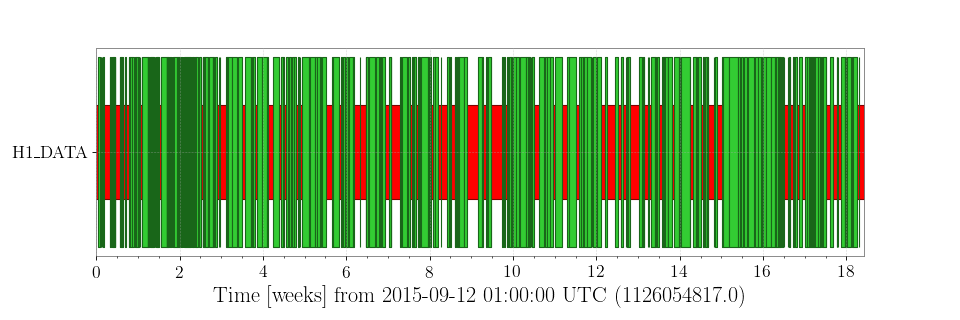 H1_DATA
0 2 4 6 8 10 12 14 16 18
Time [weeks] from 2015-09-12 01:00:00 UTC (1126054817.0)